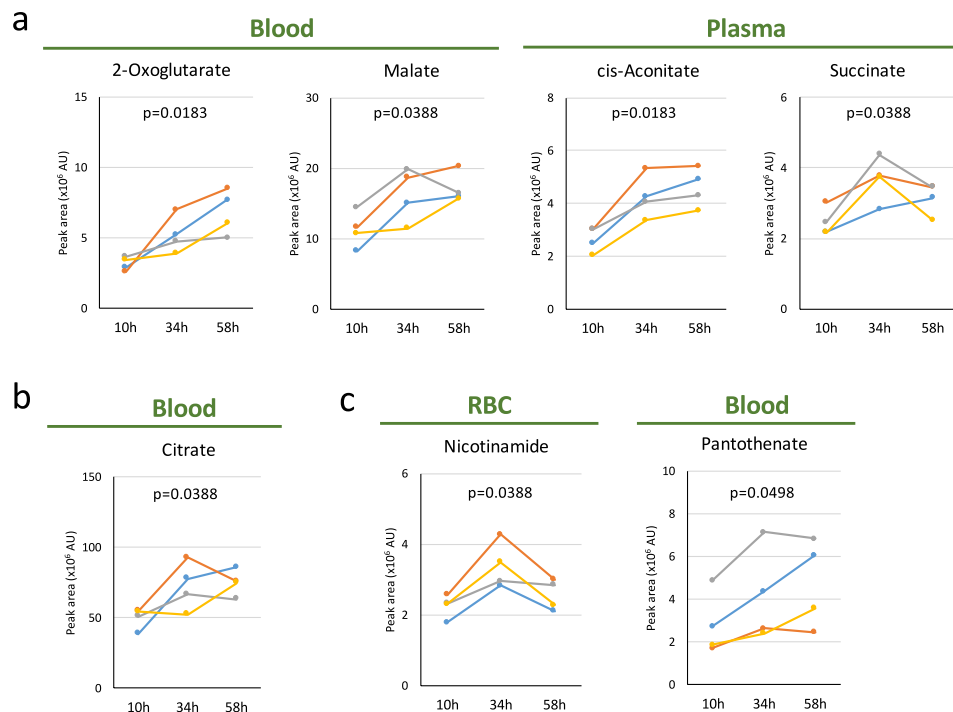 a
Blood
Plasma
2-Oxoglutarate
Malate
cis-Aconitate
Succinate
Peak area (x10⁶ AU)
15
10
5
0
p=0.0183
10h 34h 58h
Peak area (x10⁶ AU)
30
20
10
0
p=0.0388
10h 34h 58h
Peak area (x10⁶ AU)
8
6
4
2
0
p=0.0183
10h 34h 58h
Peak area (x10⁶ AU)
6
4
2
0
p=0.0388
10h 34h 58h
b
Blood
Citrate
Peak area (x10⁶ AU)
150
100
50
0
p=0.0388
10h 34h 58h
c
RBC
Blood
Nicotinamide
Pantothenate
Peak area (x10⁶ AU)
6
4
2
0
p=0.0388
10h 34h 58h
Peak area (x10⁶ AU)
10
8
6
4
2
0
p=0.0498
10h 34h 58h